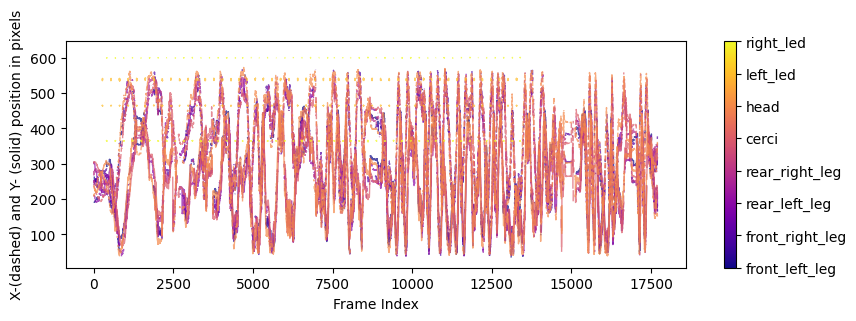 X-(dashed) and Y- (solid) position in pixels
600
500
400
300
200
100
0
2500
5000
7500
10000
12500
15000
17500
Frame Index
right_led
left_led
head
cerci
rear_right_leg
rear_left_leg
front_right_leg
front_left_leg